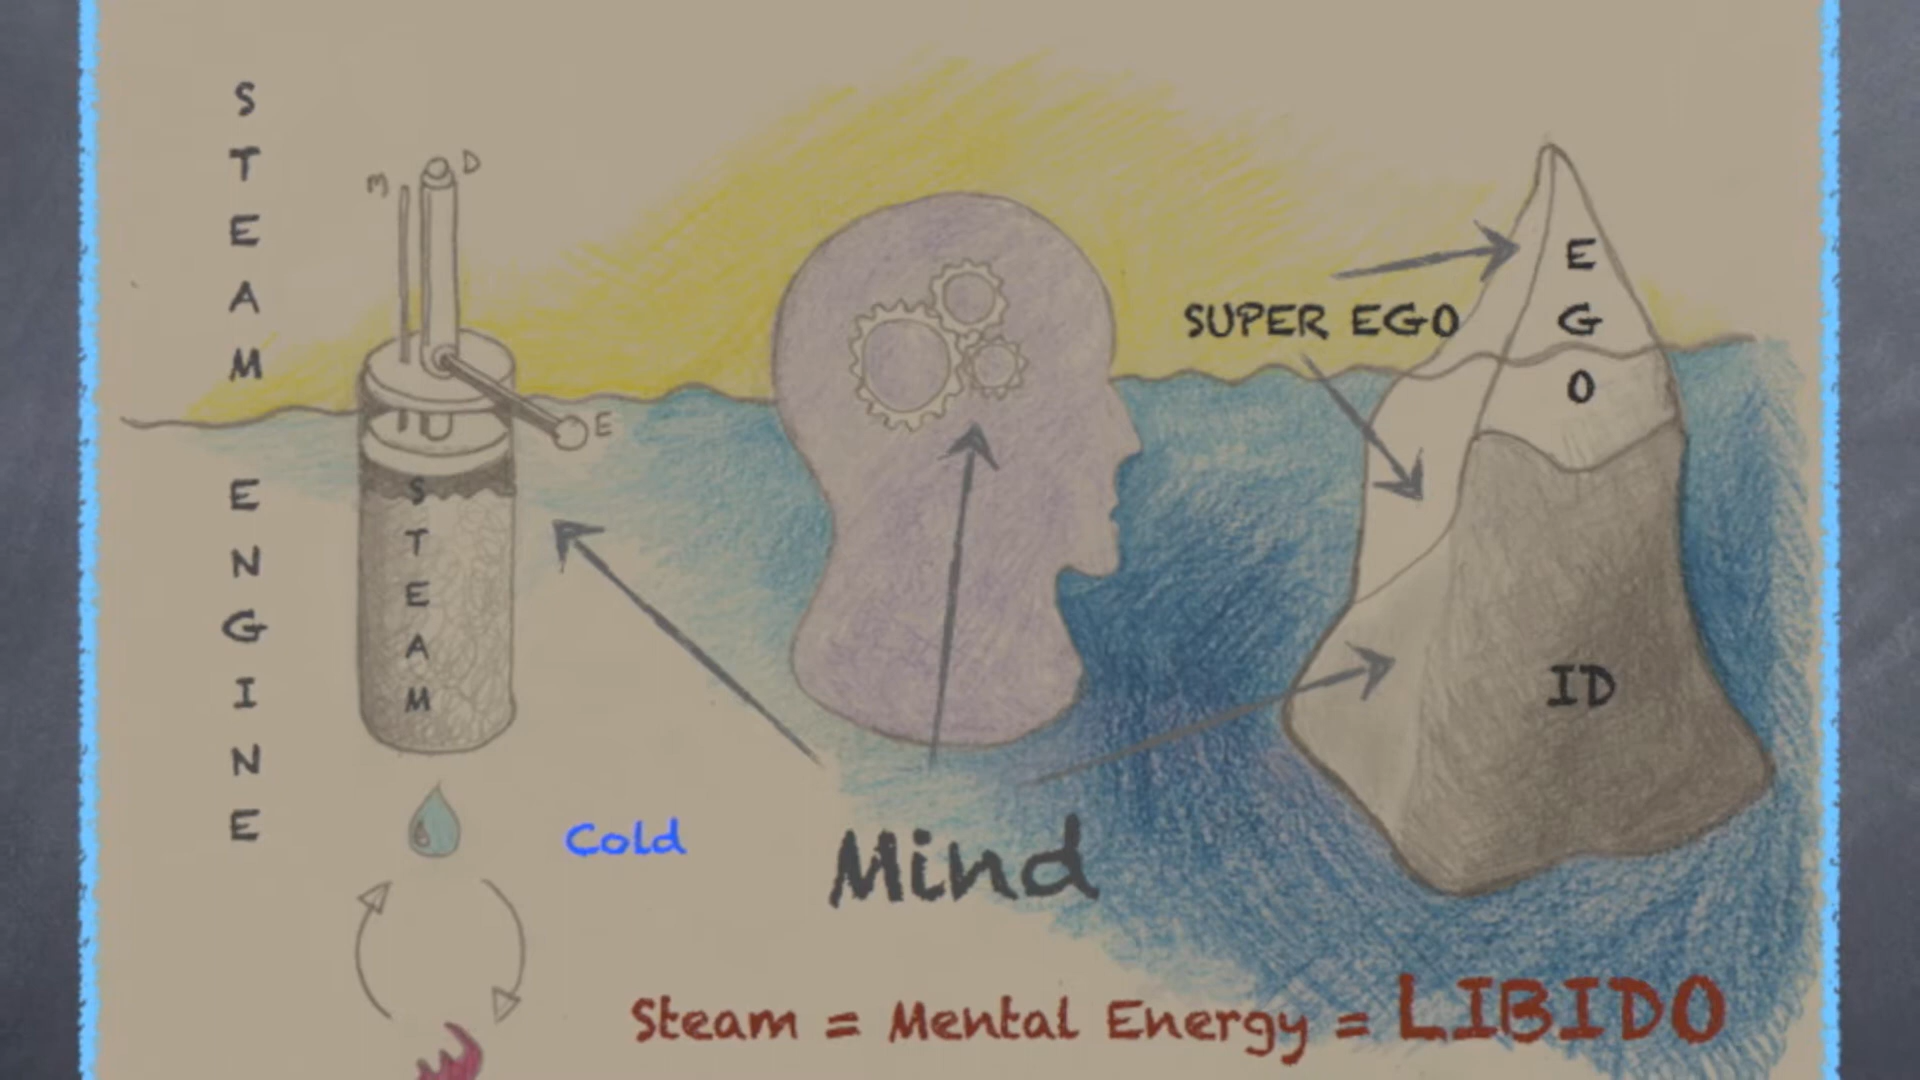 STEAM ENGINE
M
D
E
STEAM
SUPER EGO
EGO
ID
Cold
Mind
Steam = Mental Energy = LIBIDO